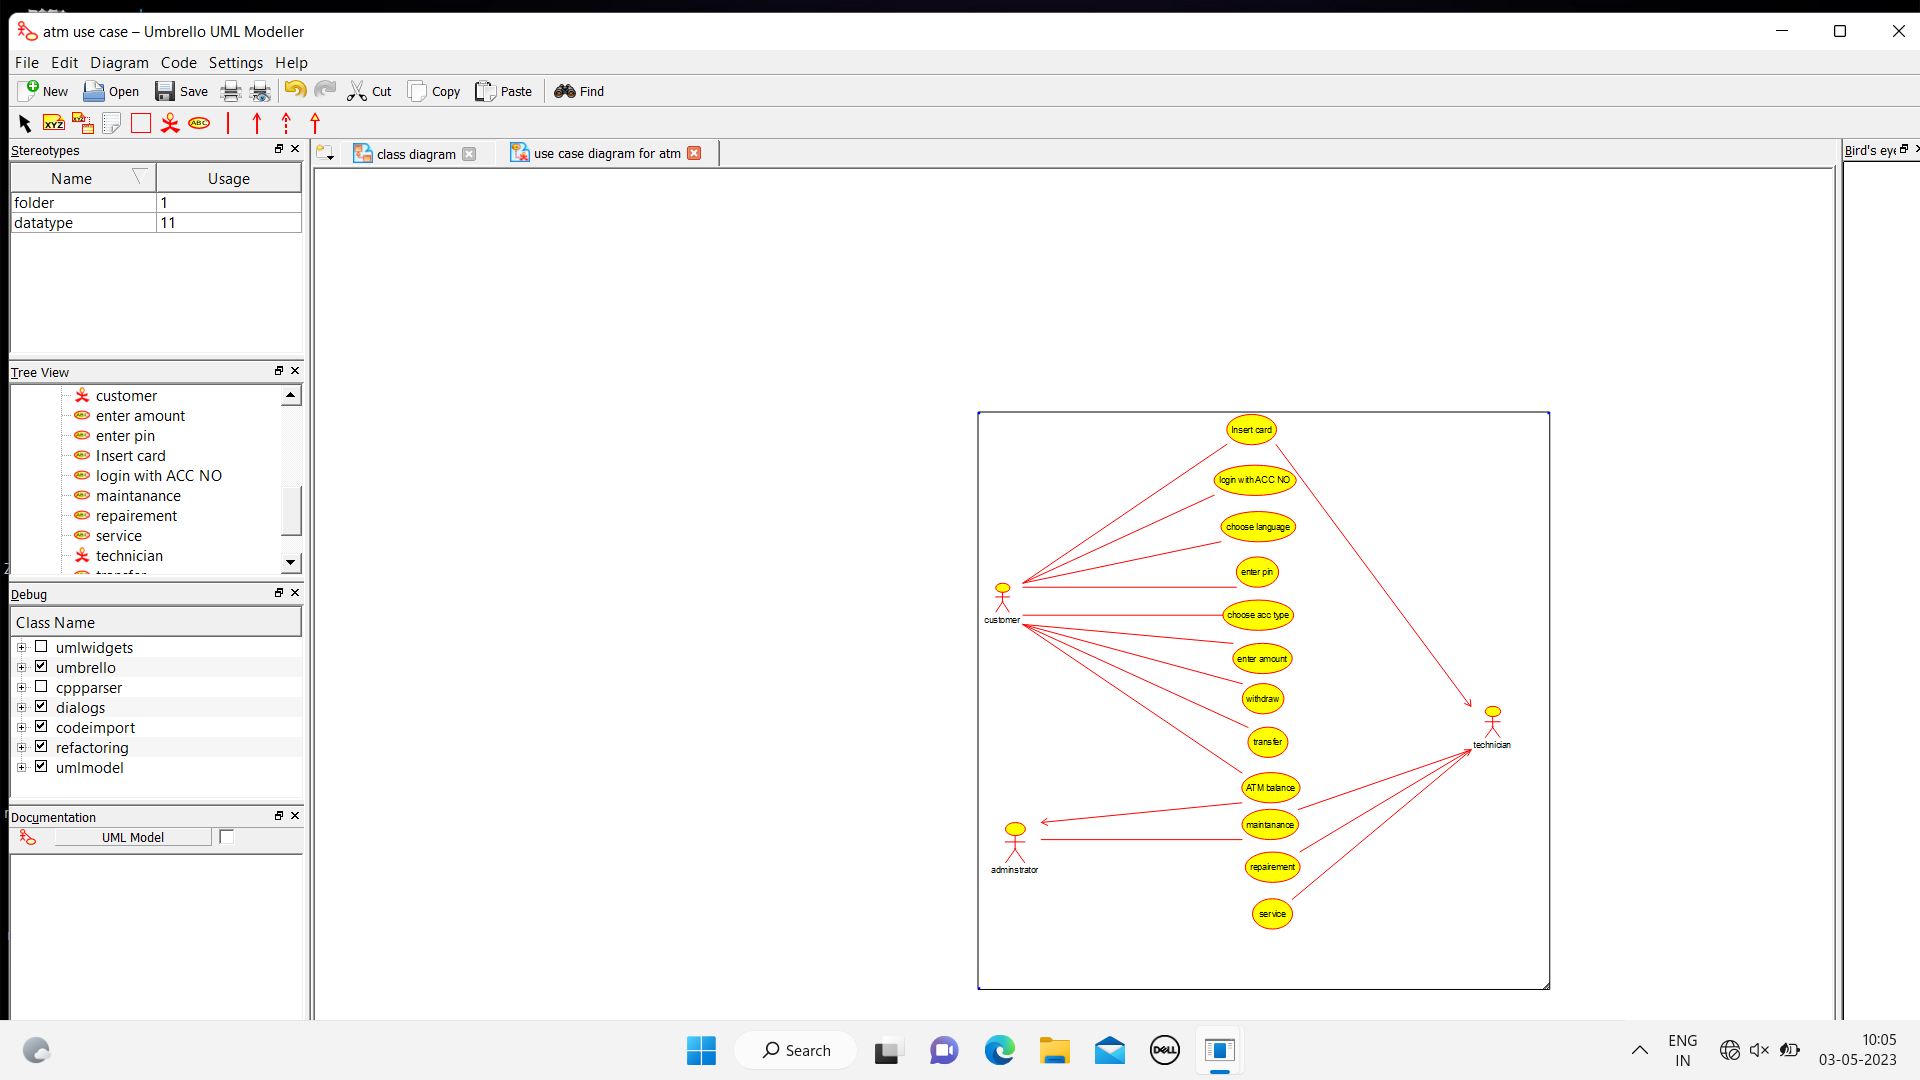 atm use case – Umbrello UML Modeller
File Edit Diagram Code Settings Help
New Open Save Cut Copy Paste Find
XYZ XYZ ABC
Stereotypes
Name Usage
folder 1
datatype 11
class diagram
use case diagram for atm
Bird's eye
Tree View
customer
enter amount
enter pin
Insert card
login with ACC NO
maintanance
repairement
service
technician
Debug
Class Name
umlwidgets
umbrello
cppparser
dialogs
codeimport
refactoring
umlmodel
Documentation
UML Model
Insert card
login with ACC NO
choose language
enter pin
choose acc type
enter amount
withdraw
transfer
ATM balance
maintanance
repairement
service
customer
adminstrator
technician
Search
DELL
ENG
IN
10:05
03-05-2023